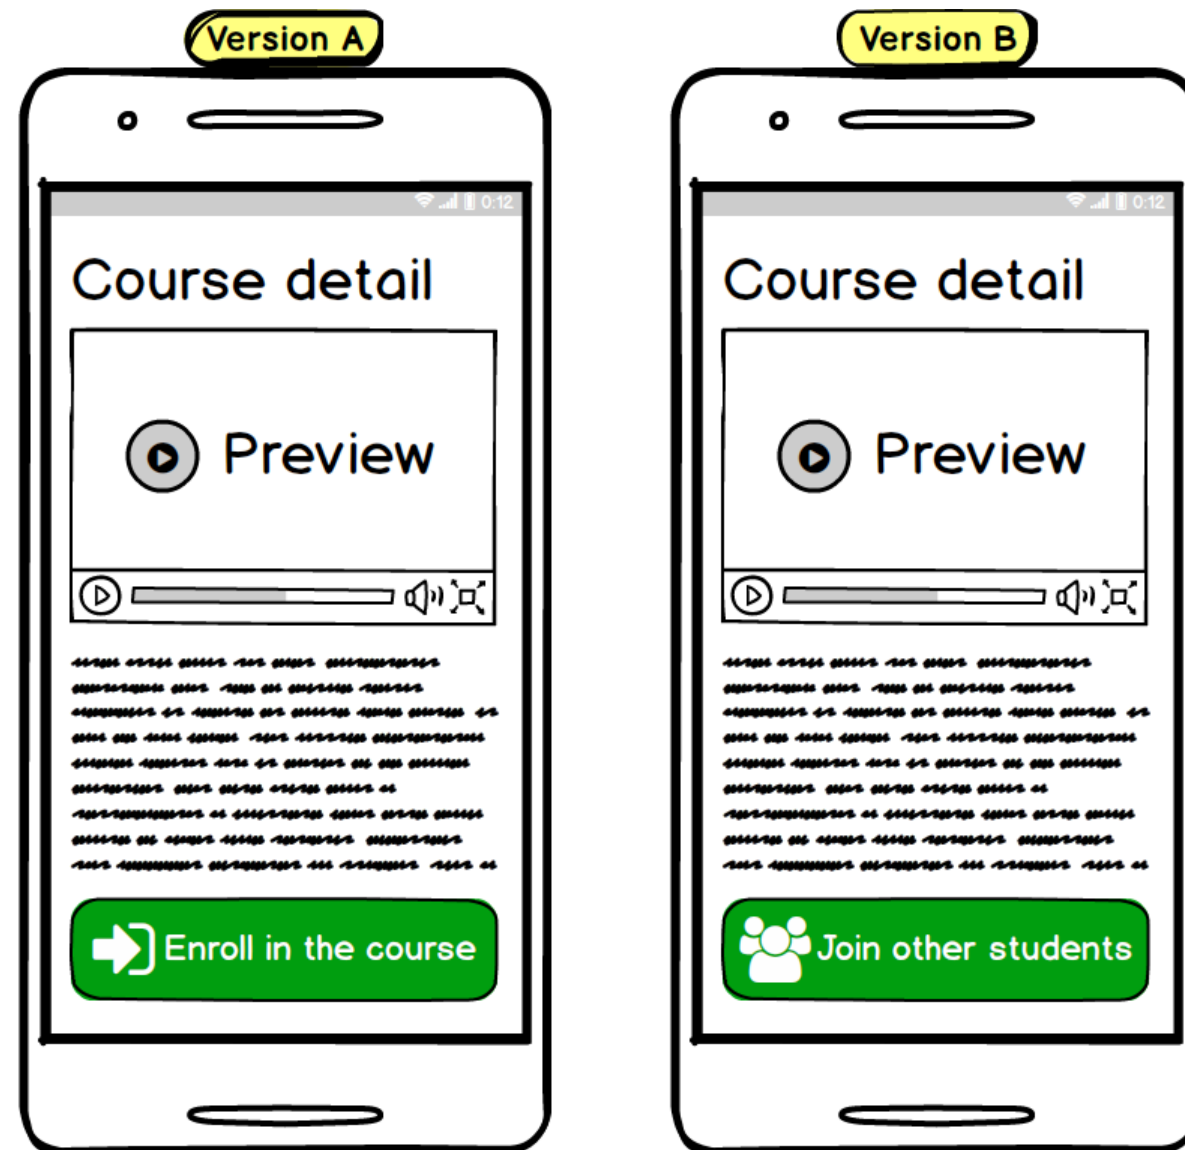 Version A
0:12
Course detail
Preview
Enroll in the course
Version B
0:12
Course detail
Preview
Join other students